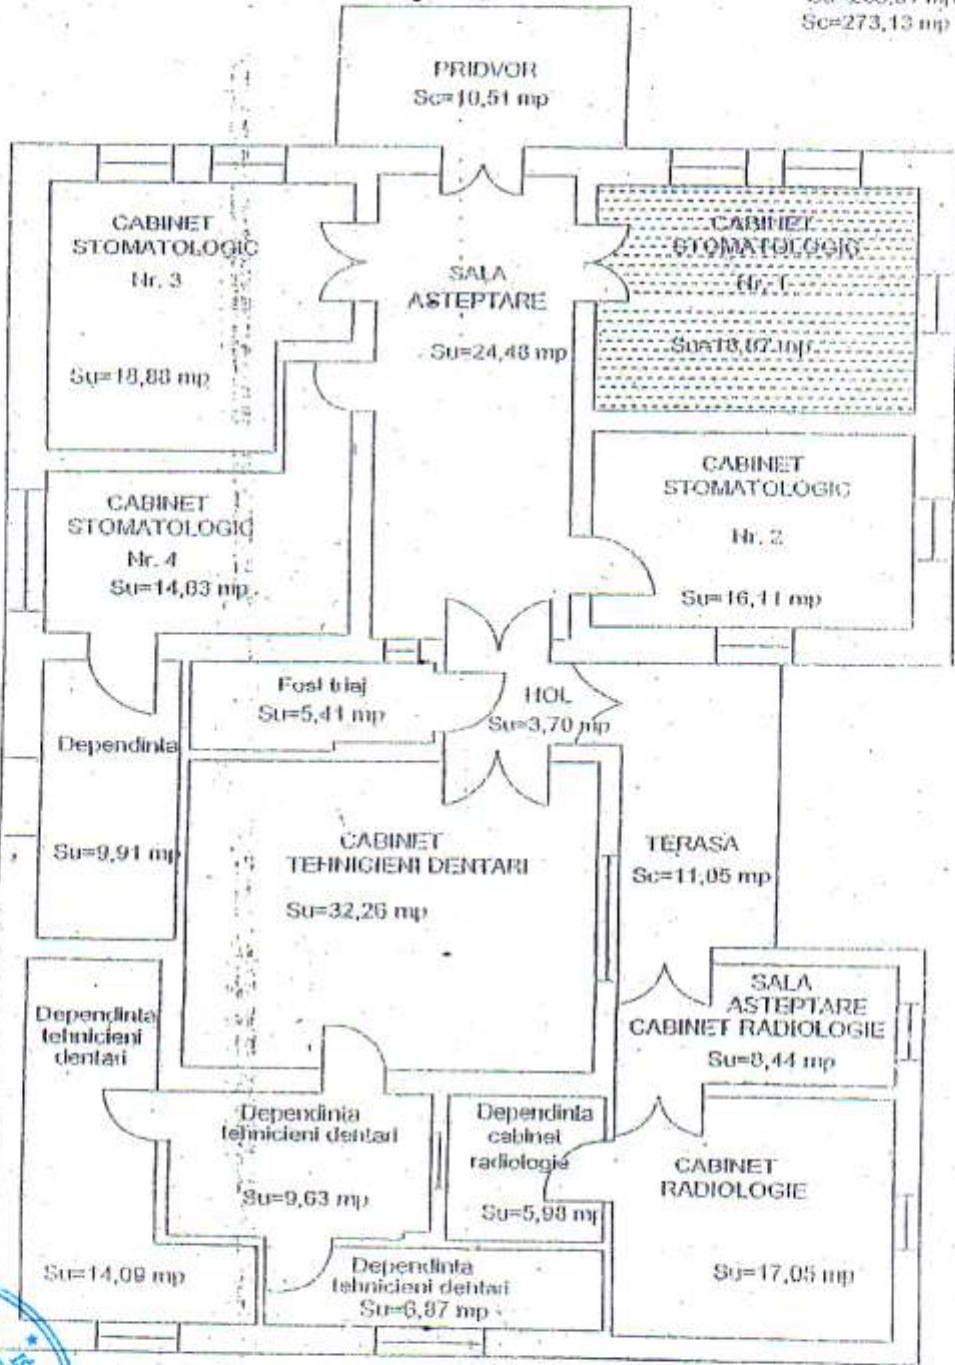 Sc=273,13 mp
PRIDVOR
Sc=10,51 mp
CABINET
STOMATOLOGIC
Nr. 3
Su=18,88 mp
SALA
ASTEPTARE
Su=24,48 mp
CABINET
STOMATOLOGIC
Nr. 1
CABINET
STOMATOLOGIC
Nr. 2
Su=16,11 mp
CABINET
STOMATOLOGIC
Nr. 4
Su=14,83 mp
Fost triaj
Su=5,41 mp
HOL
Su=3,70 mp
Dependinta
Su=9,91 mp
CABINET
TEHNICIENI DENTARI
Su=32,26 mp
TERASA
Sc=11,05 mp
SALA
ASTEPTARE
CABINET RADIOLOGIE
Su=8,44 mp
Dependinta
tehnicieni
dentari
Su=14,09 mp
Dependinta
tehnicieni dentari
Su=9,63 mp
Dependinta
cabinet
radiologie
Su=5,98 mp
CABINET
RADIOLOGIE
Su=17,05 mp
Dependinta
tehnicieni dentari
Su=6,87 mp